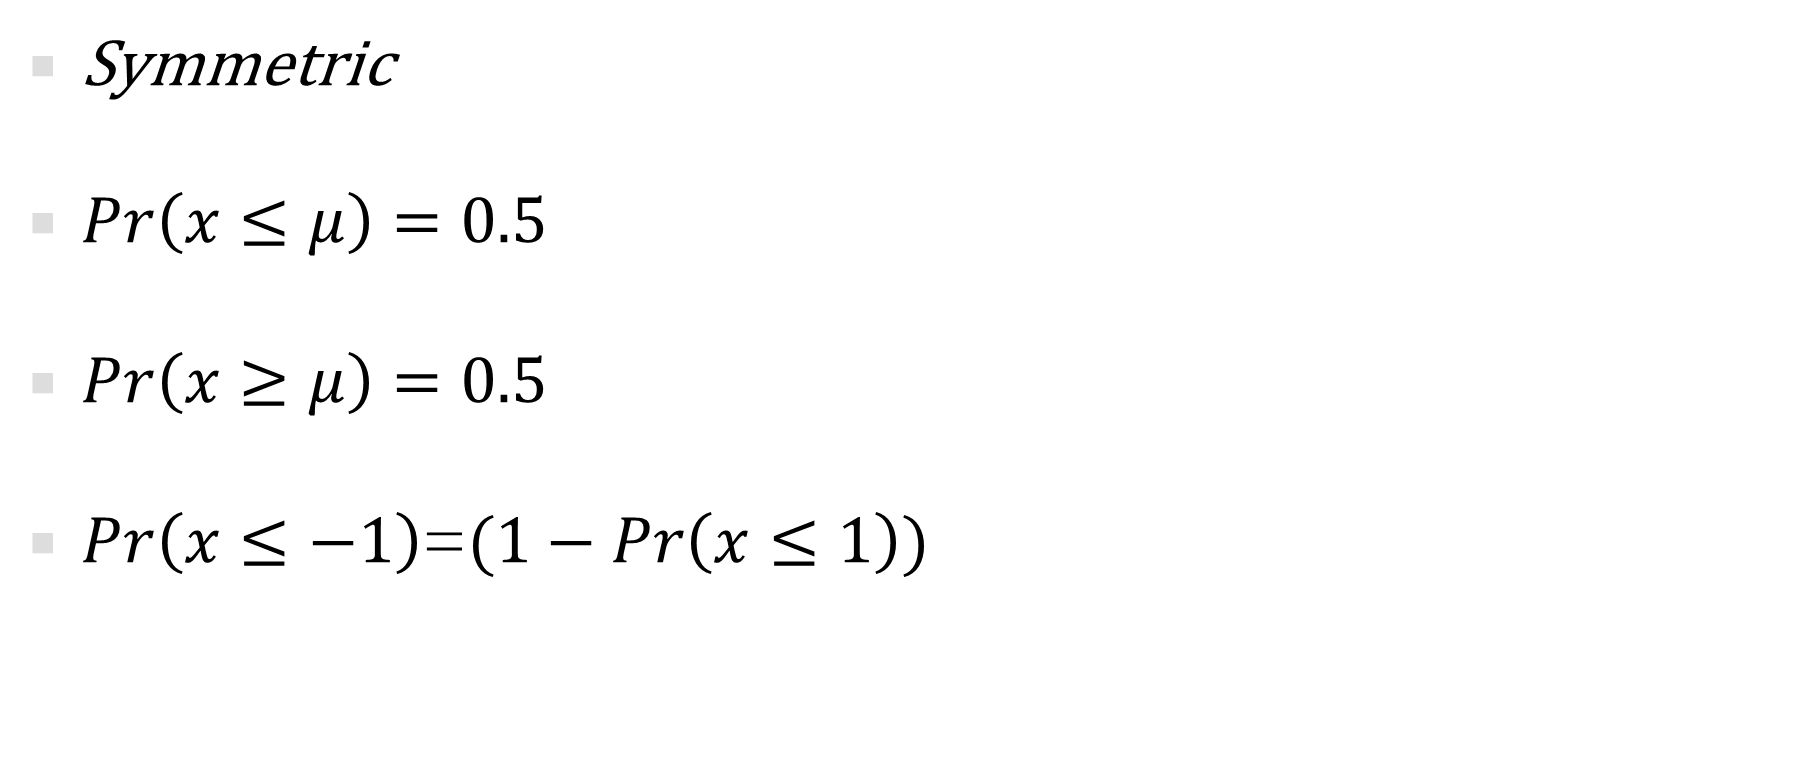 Symmetric
Pr(x ≤ μ) = 0.5
Pr(x ≥ μ) = 0.5
Pr(x ≤ −1)=(1 − Pr(x ≤ 1))